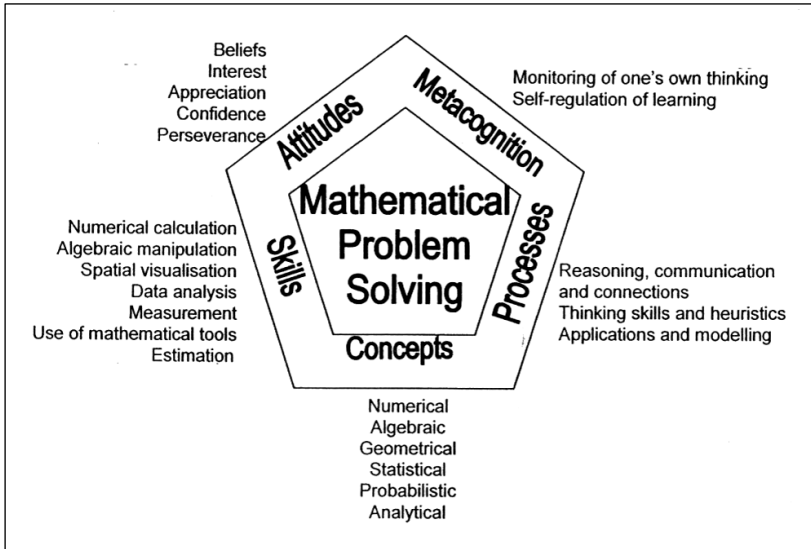 Beliefs
Interest
Appreciation
Confidence
Perseverance
Attitudes
Metacognition
Monitoring of one's own thinking
Self-regulation of learning
Mathematical
Problem
Solving
Numerical calculation
Algebraic manipulation
Spatial visualisation
Data analysis
Measurement
Use of mathematical tools
Estimation
Skills
Processes
Reasoning, communication
and connections
Thinking skills and heuristics
Applications and modelling
Concepts
Numerical
Algebraic
Geometrical
Statistical
Probabilistic
Analytical